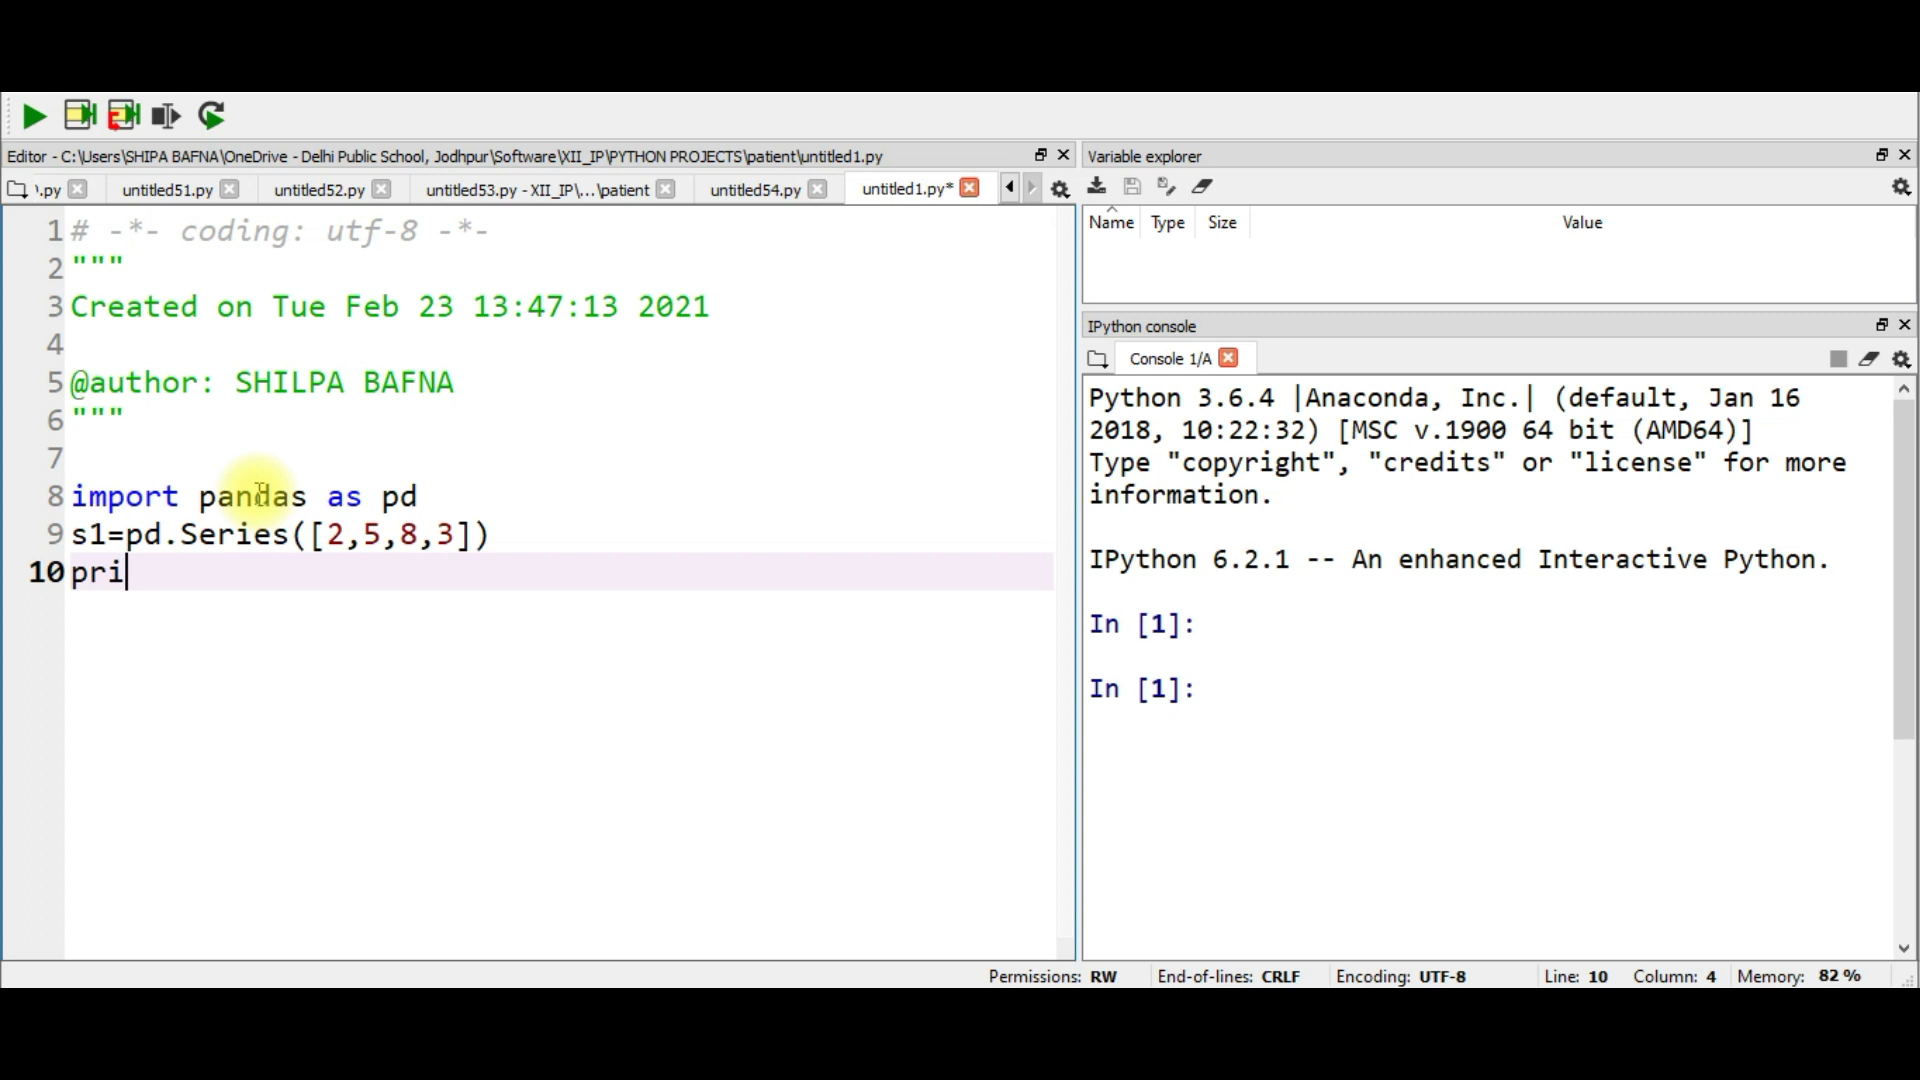 Editor - C:\Users\SHIPA BAFNA\OneDrive - Delhi Public School, Jodhpur\Software\XII_IP\PYTHON PROJECTS\patient\untitled1.py
.py
untitled51.py
untitled52.py
untitled53.py - XII_IP\...\patient
untitled54.py
untitled1.py*
1 # -*- coding: utf-8 -*-
2 """
3 Created on Tue Feb 23 13:47:13 2021
4
5 @author: SHILPA BAFNA
6 """
7
8 import pandas as pd
9 s1=pd.Series([2,5,8,3])
10 pri
Variable explorer
Name Type Size Value
IPython console
Console 1/A
Python 3.6.4 |Anaconda, Inc.| (default, Jan 16
2018, 10:22:32) [MSC v.1900 64 bit (AMD64)]
Type "copyright", "credits" or "license" for more
information.
IPython 6.2.1 -- An enhanced Interactive Python.
In [1]:
In [1]:
Permissions: RW End-of-lines: CRLF Encoding: UTF-8 Line: 10 Column: 4 Memory: 82 %